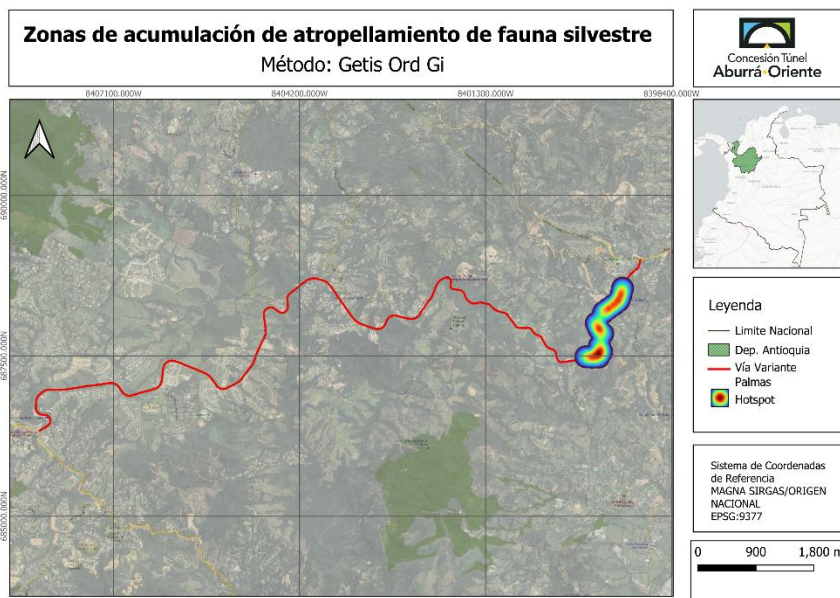 Zonas de acumulación de atropellamiento de fauna silvestre
Método: Getis Ord Gi
Concesión Túnel
Aburrá Oriente
8407100.000W
8404200.000W
8401300.000W
8398400.000W
690000.000N
687500.000N
685000.000N
Leyenda
Limite Nacional
Dep. Antioquia
Vía Variante
Palmas
Hotspot
Sistema de Coordenadas
de Referencia
MAGNA SIRGAS/ORIGEN
NACIONAL
EPSG:9377
0 900 1,800 m